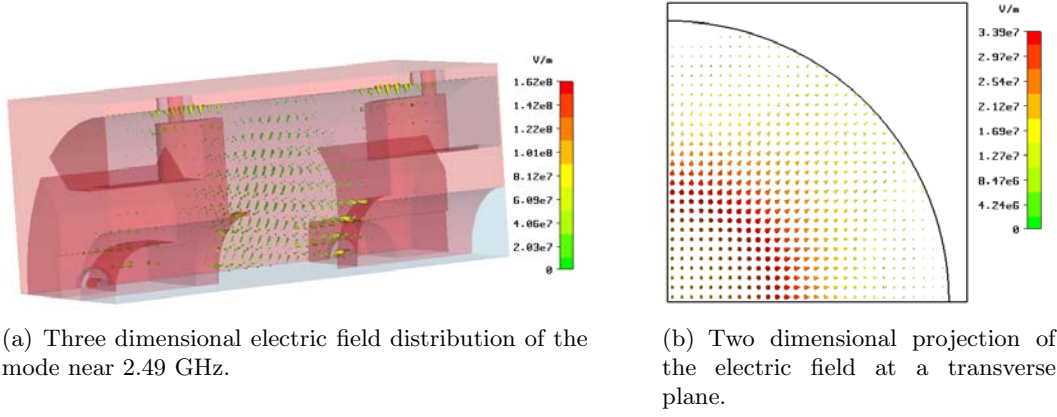 V/m
1.62e8
1.42e8
1.22e8
1.01e8
8.12e7
6.09e7
4.06e7
2.03e7
0
V/m
3.39e7
2.97e7
2.54e7
2.12e7
1.69e7
1.27e7
8.47e6
4.24e6
0
(a) Three dimensional electric field distribution of the
mode near 2.49 GHz.
(b) Two dimensional projection of
the electric field at a transverse
plane.